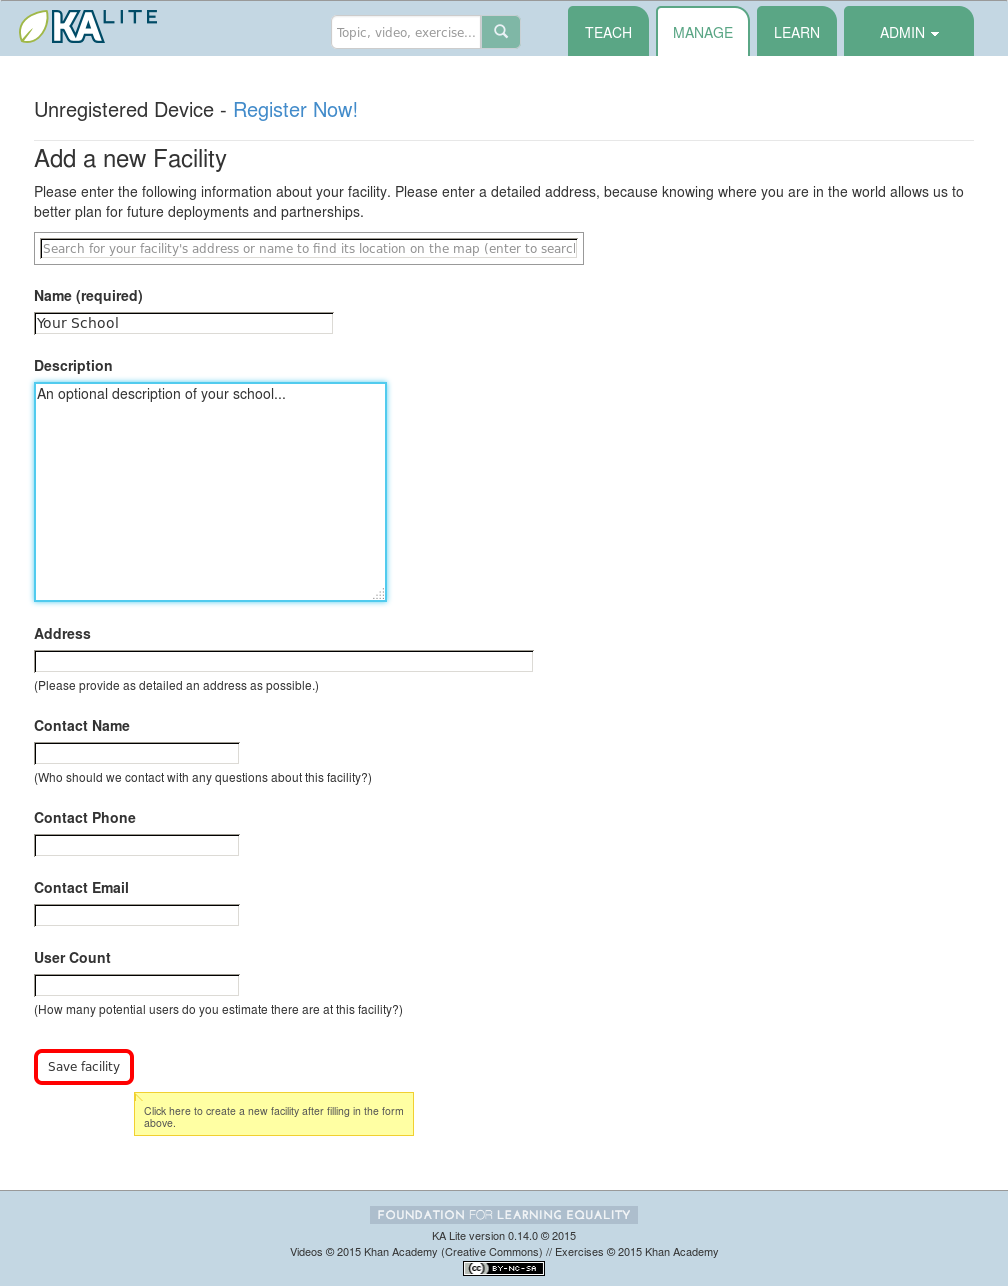 KA LITE
Topic, video, exercise...
TEACH
MANAGE
LEARN
ADMIN
Unregistered Device - Register Now!
Add a new Facility
Please enter the following information about your facility. Please enter a detailed address, because knowing where you are in the world allows us to
better plan for future deployments and partnerships.
Search for your facility's address or name to find its location on the map (enter to search
Name (required)
Your School
Description
An optional description of your school...
Address
(Please provide as detailed an address as possible.)
Contact Name
(Who should we contact with any questions about this facility?)
Contact Phone
Contact Email
User Count
(How many potential users do you estimate there are at this facility?)
Save facility
Click here to create a new facility after filling in the form
above.
FOUNDATION FOR LEARNING EQUALITY
KA Lite version 0.14.0 © 2015
Videos © 2015 Khan Academy (Creative Commons) // Exercises © 2015 Khan Academy
cc BY-NC-SA